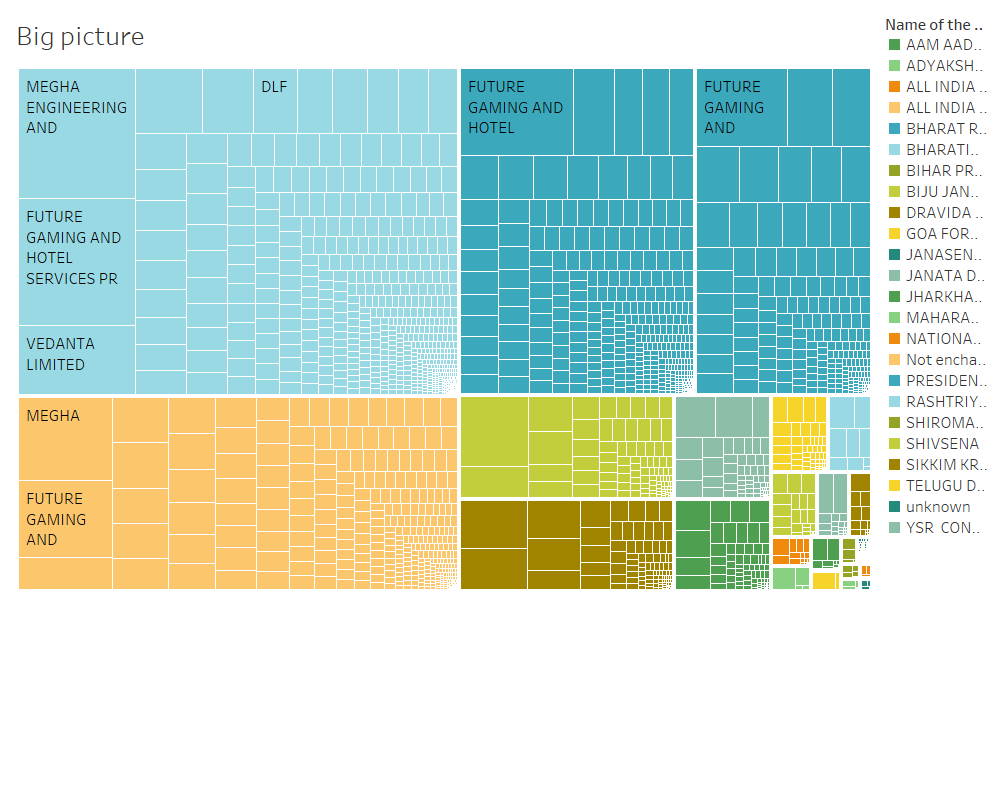 Big picture
MEGHA
ENGINEERING
AND
DLF
FUTURE
GAMING AND
HOTEL
SERVICES PR
VEDANTA
LIMITED
FUTURE
GAMING AND
HOTEL
FUTURE
GAMING
AND
MEGHA
FUTURE
GAMING
AND
Name of the ..
AAM AAD..
ADYAKSH..
ALL INDIA ..
ALL INDIA ..
BHARAT R..
BHARATI..
BIHAR PR..
BIJU JAN..
DRAVIDA ..
GOA FOR..
JANASEN..
JANATA D..
JHARKHA..
MAHARA..
NATIONA..
Not encha..
PRESIDEN..
RASHTRIY..
SHIROMA..
SHIVSENA
SIKKIM KR..
TELUGU D..
unknown
YSR  CON..